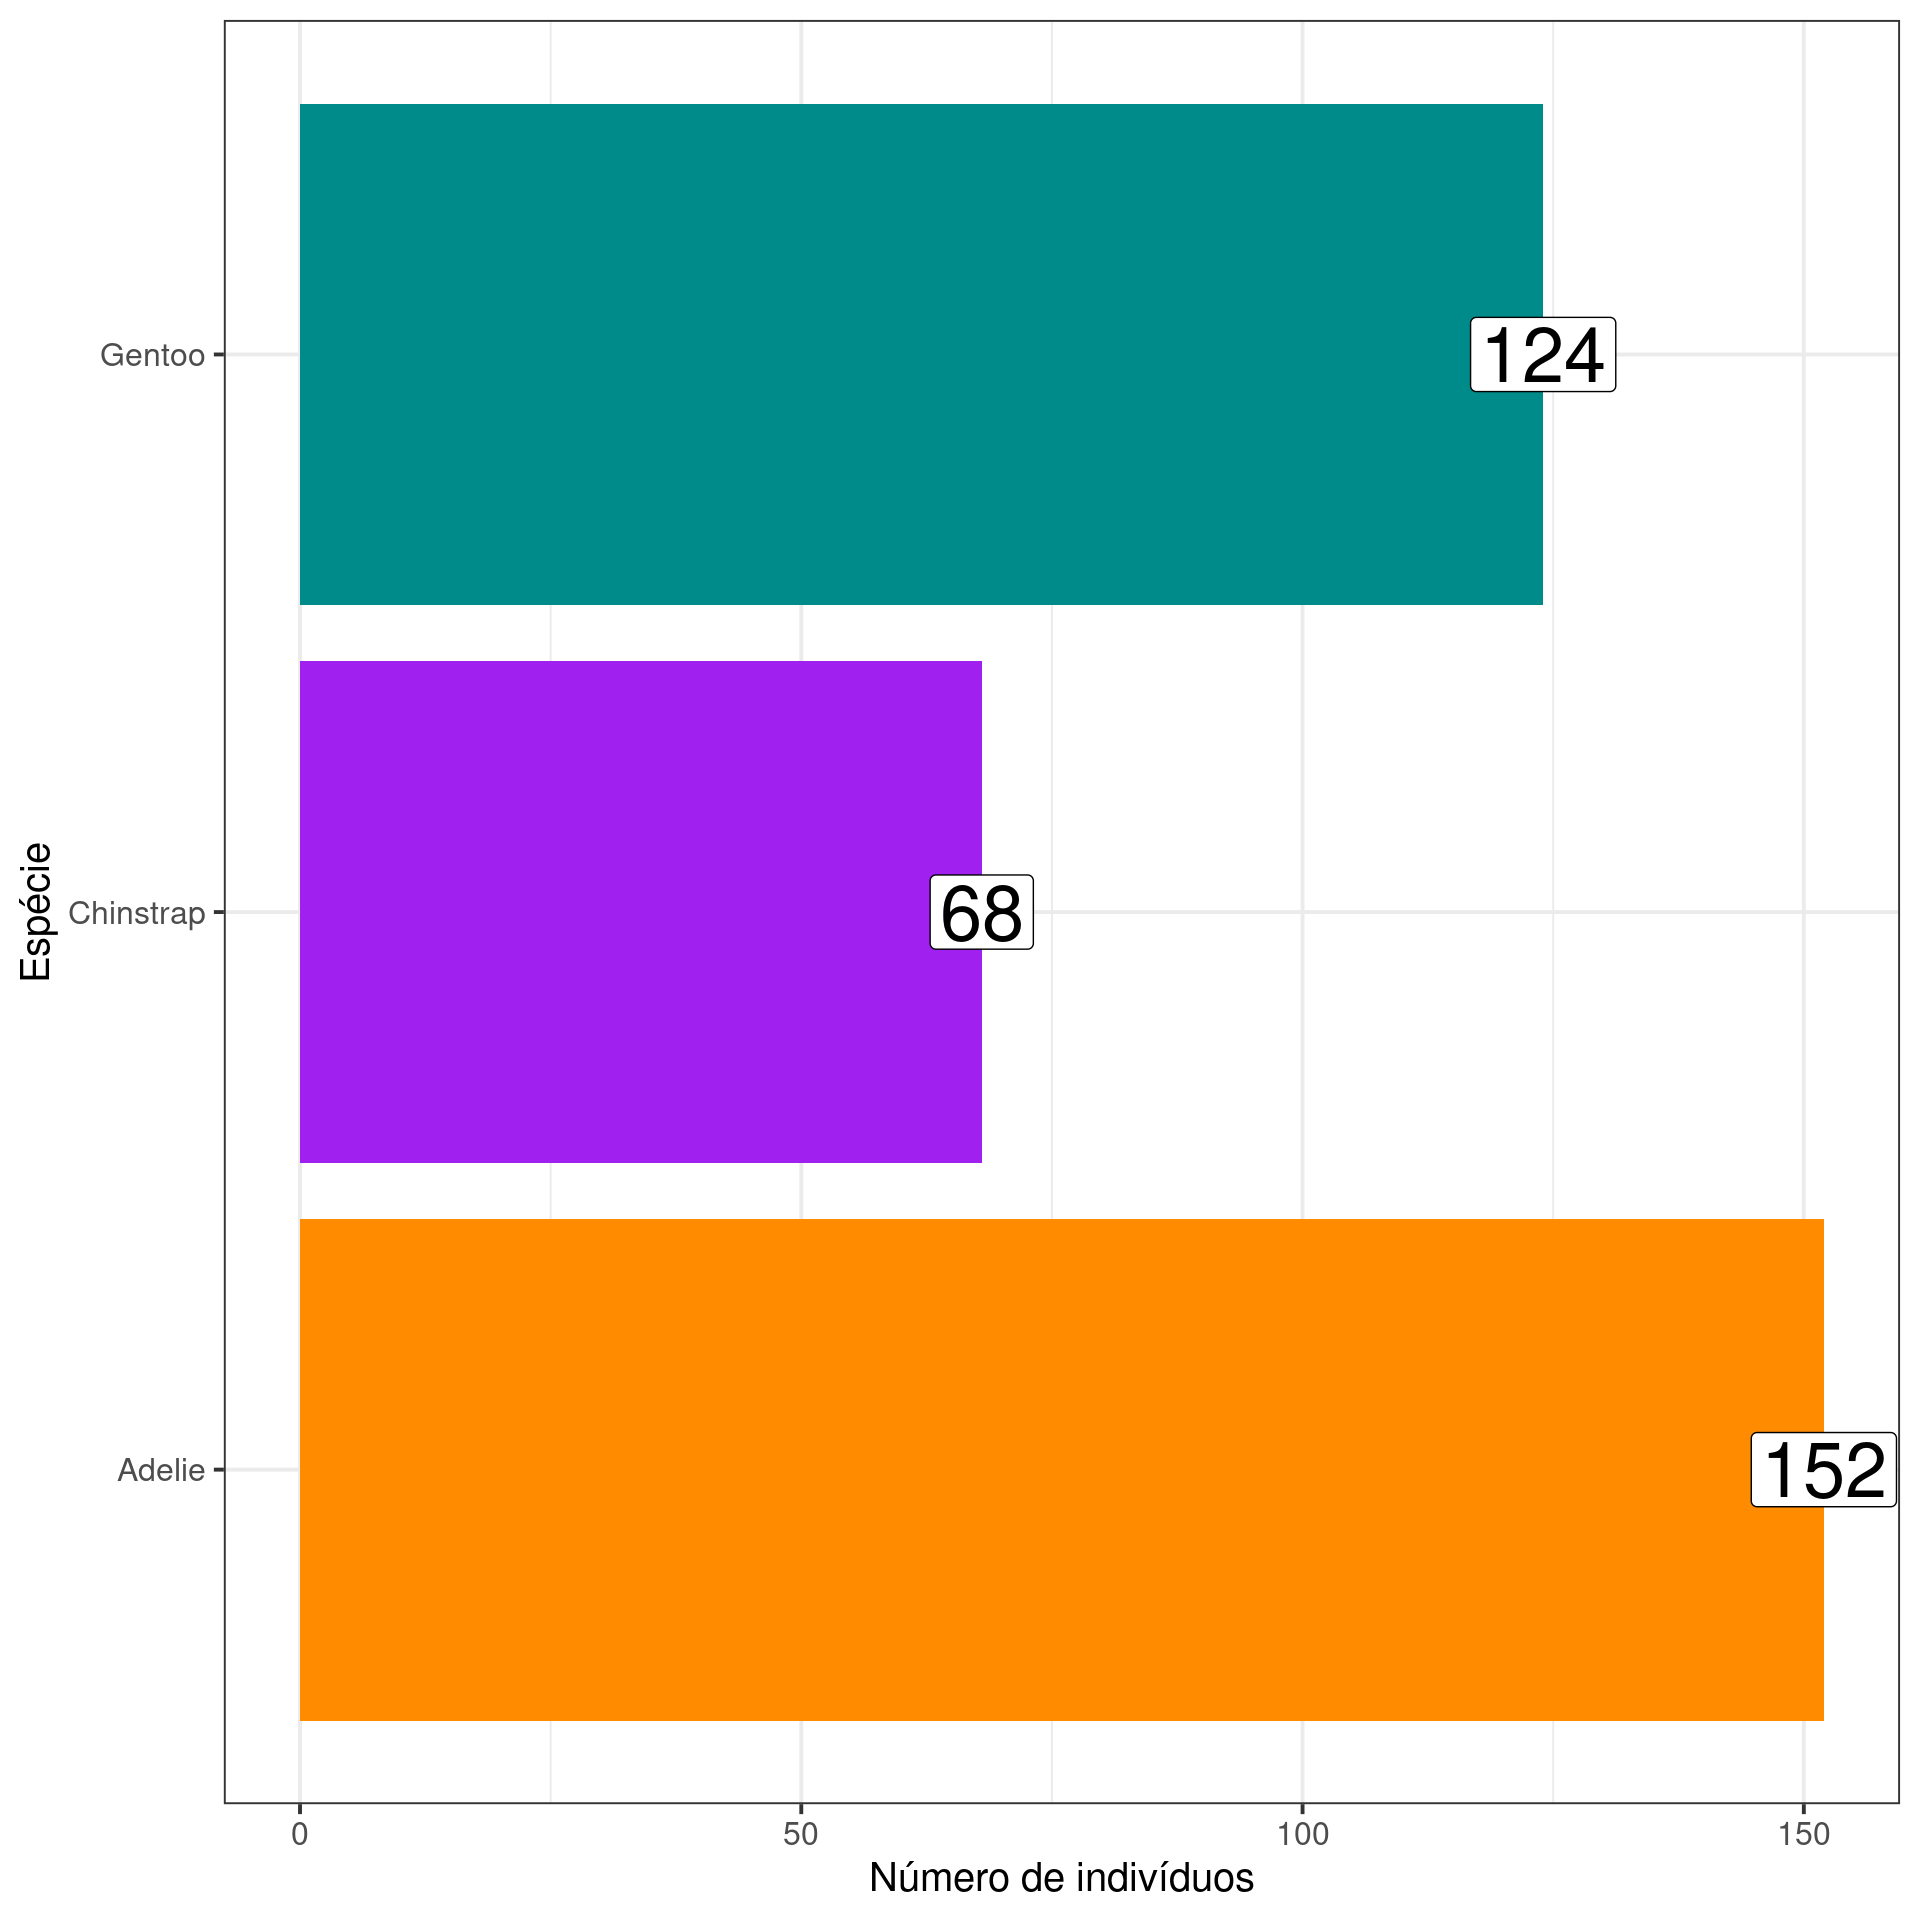 Gentoo
124
Espécie
Chinstrap
68
Adelie
152
0 50 100 150
Número de indivíduos